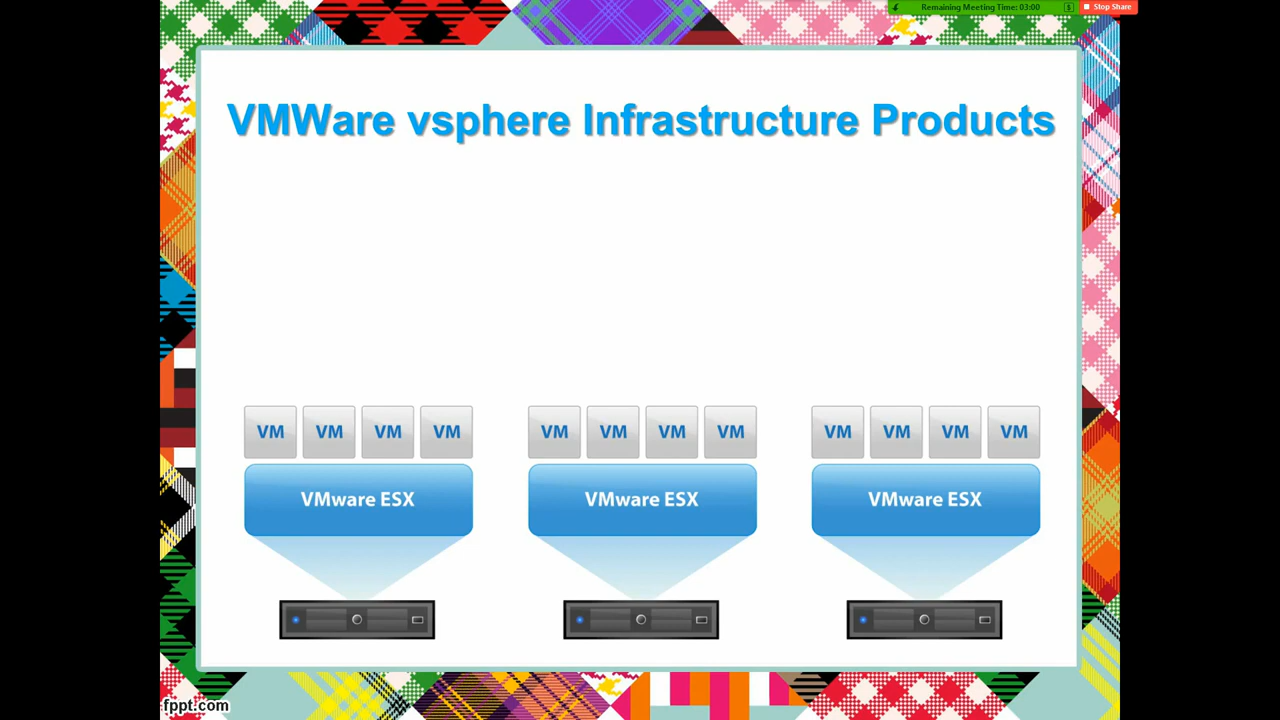 Remaining Meeting Time: 03:00
Stop Share
VMWare vsphere Infrastructure Products
VM VM VM VM VM VM VM VM VM VM VM VM
VMware ESX VMware ESX VMware ESX
fppt.com